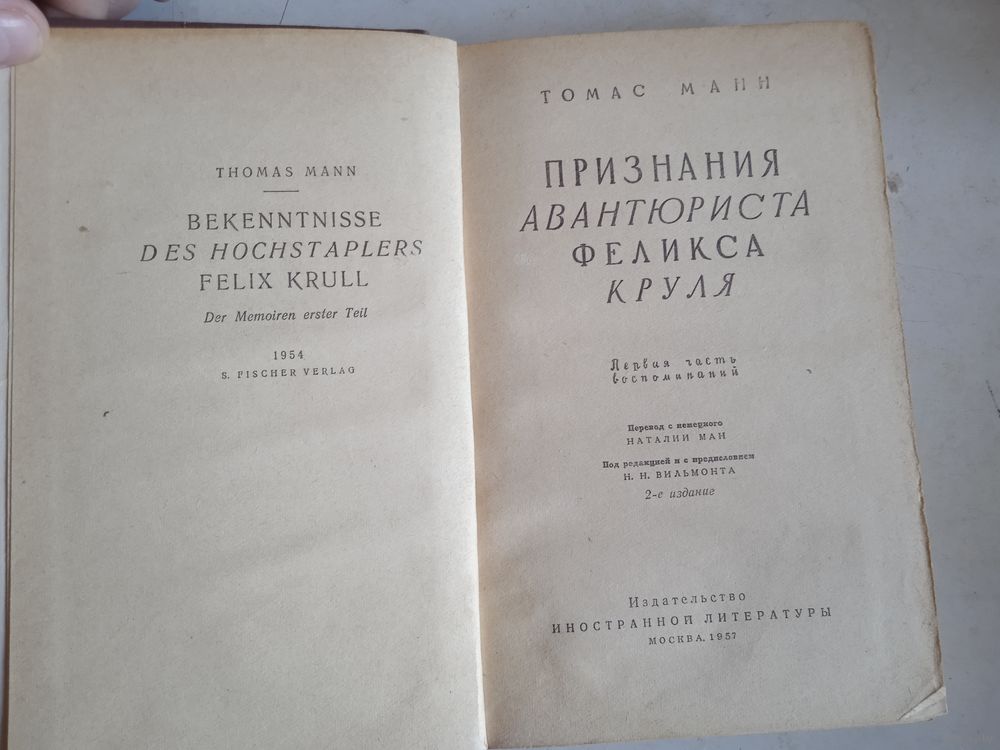 THOMAS MANN
BEKENNTNISSE
DES HOCHSTAPLERS
FELIX KRULL
Der Memoiren erster Teil
1954
S. FISCHER VERLAG
ТОМАС МАНН
ПРИЗНАНИЯ
АВАНТЮРИСТА
ФЕЛИКСА
КРУЛЯ
Первая часть
воспоминаний
Перевод с немецкого
НАТАЛИИ МАН
Под редакцией и с предисловием
Н. Н. ВИЛЬМОНТА
2-е издание
Издательство
ИНОСТРАННОЙ ЛИТЕРАТУРЫ
МОСКВА, 1957